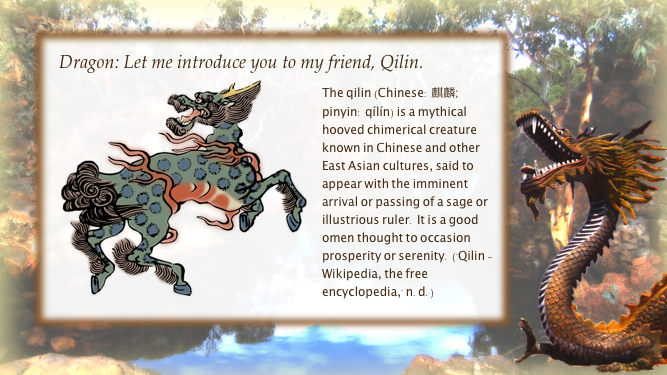 Dragon: Let me introduce you to my friend, Qilin.
The qilin (Chinese: 麒麟;
pinyin: qílín) is a mythical
hooved chimerical creature
known in Chinese and other
East Asian cultures, said to
appear with the imminent
arrival or passing of a sage or
illustrious ruler. It is a good
omen thought to occasion
prosperity or serenity. ("Qilin -
Wikipedia, the free
encyclopedia," n.d.)